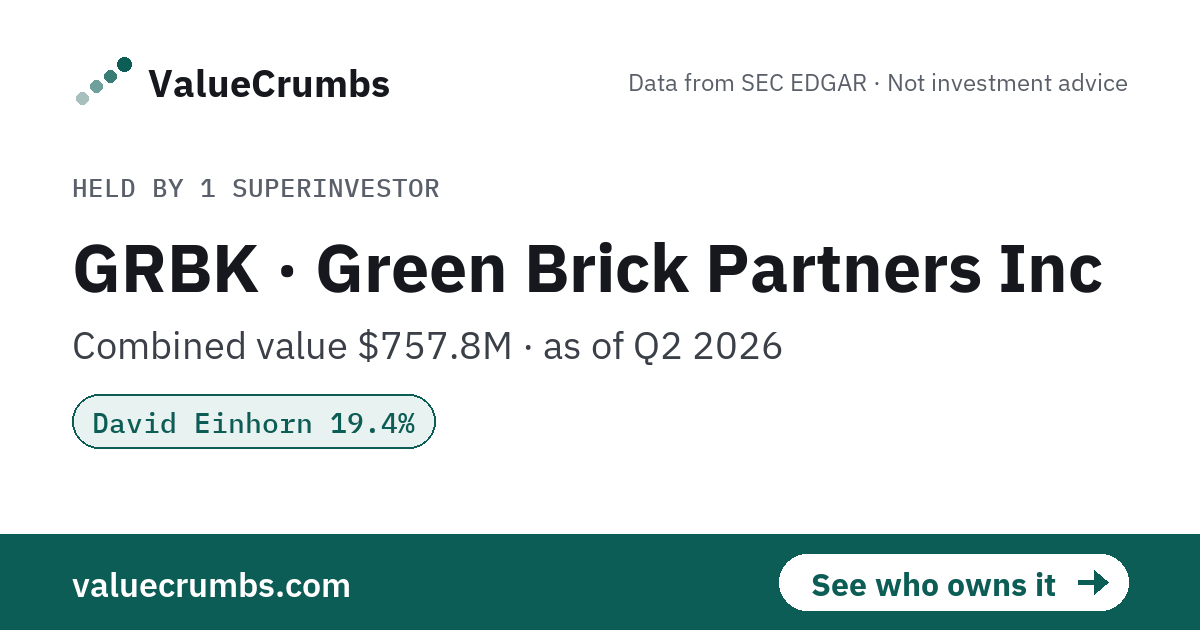 ValueCrumbs
Data from SEC EDGAR · Not investment advice
HELD BY 1 SUPERINVESTOR
GRBK · Green Brick Partners Inc
Combined value $757.8M · as of Q2 2026
David Einhorn 19.4%
valuecrumbs.com
See who owns it →